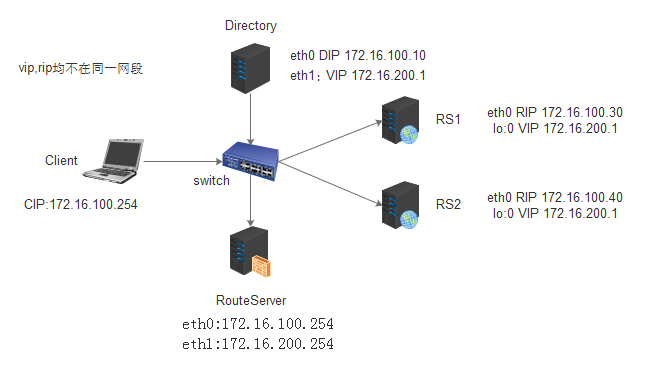 Directory
eth0 DIP 172.16.100.10
eth1；VIP 172.16.200.1
vip,rip均不在同一网段
RS1
eth0 RIP 172.16.100.30
lo:0 VIP 172.16.200.1
Client
switch
CIP:172.16.100.254
RS2
eth0 RIP 172.16.100.40
lo:0 VIP 172.16.200.1
RouteServer
eth0:172.16.100.254
eth1:172.16.200.254